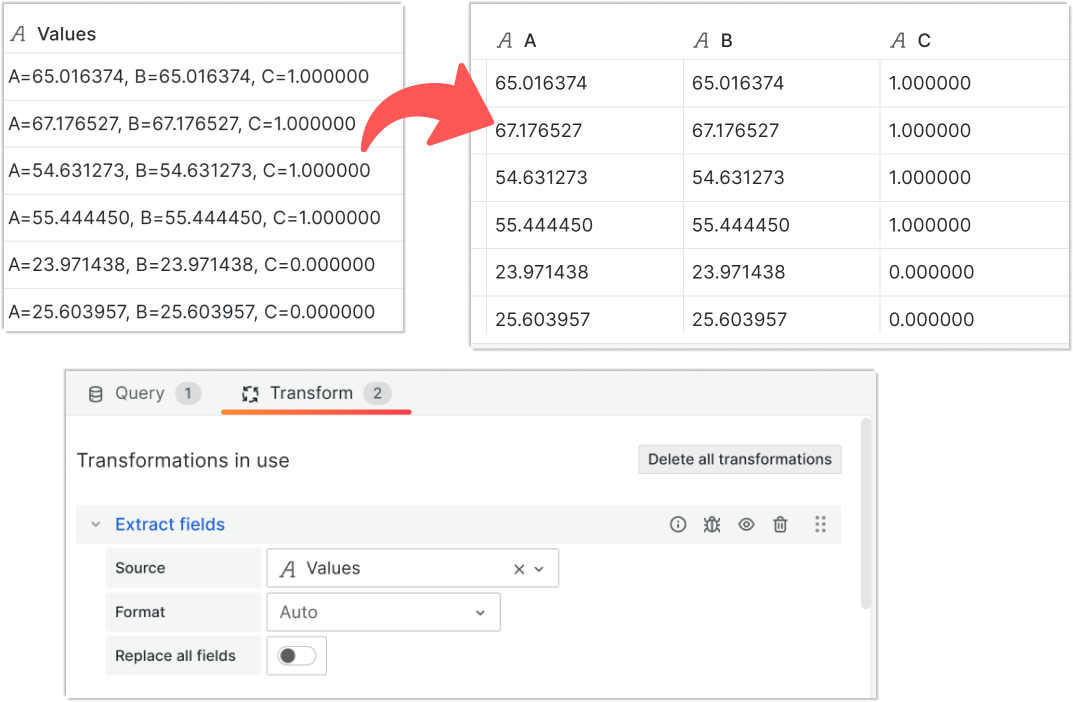 A Values
A=65.016374, B=65.016374, C=1.000000
A=67.176527, B=67.176527, C=1.000000
A=54.631273, B=54.631273, C=1.000000
A=55.444450, B=55.444450, C=1.000000
A=23.971438, B=23.971438, C=0.000000
A=25.603957, B=25.603957, C=0.000000
A A A B A C
65.016374 65.016374 1.000000
67.176527 67.176527 1.000000
54.631273 54.631273 1.000000
55.444450 55.444450 1.000000
23.971438 23.971438 0.000000
25.603957 25.603957 0.000000
Query 1 Transform 2
Transformations in use Delete all transformations
Extract fields
Source A Values
Format Auto
Replace all fields